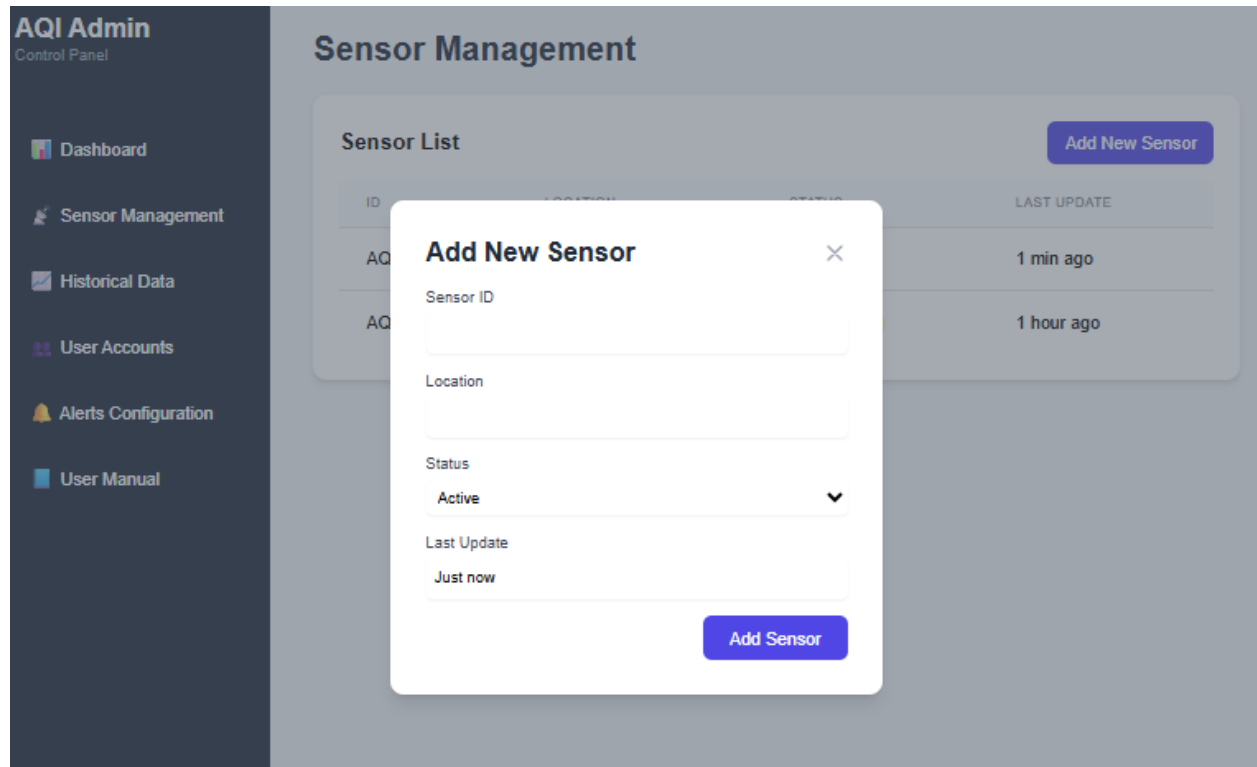 AQI Admin
Control Panel
Dashboard
Sensor Management
Historical Data
User Accounts
Alerts Configuration
User Manual
Sensor Management
Sensor List
Add New Sensor
ID LOCATION STATUS LAST UPDATE
AQ 1 min ago
AQ 1 hour ago
Add New Sensor
Sensor ID
Location
Status
Active
Last Update
Just now
Add Sensor